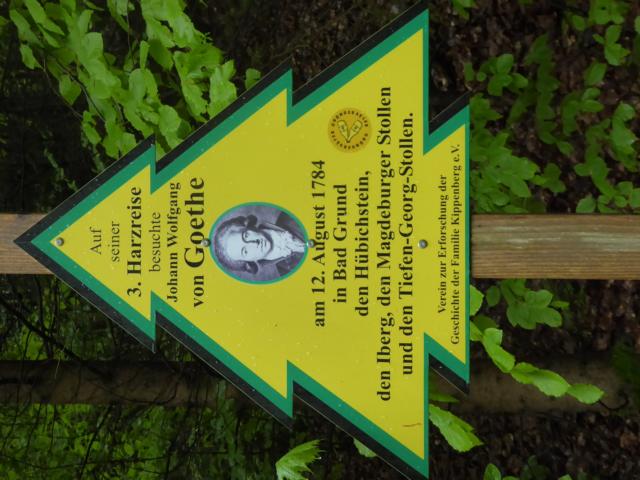 Auf
seiner
3. Harzreise
besuchte
Johann Wolfgang
von Goethe
am 12. August 1784
in Bad Grund
den Hübichstein,
den Iberg, den Magdeburger Stollen
und den Tiefen-Georg-Stollen.
Verein zur Erforschung der
Geschichte der Familie Kippenberg e.V.